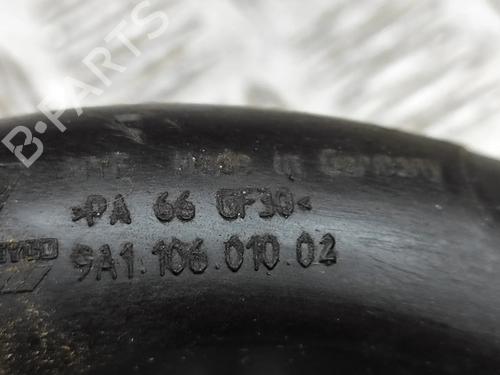 B-PARTS
Made in Germany
>PA 66 GF30<
9A1.106.010.02